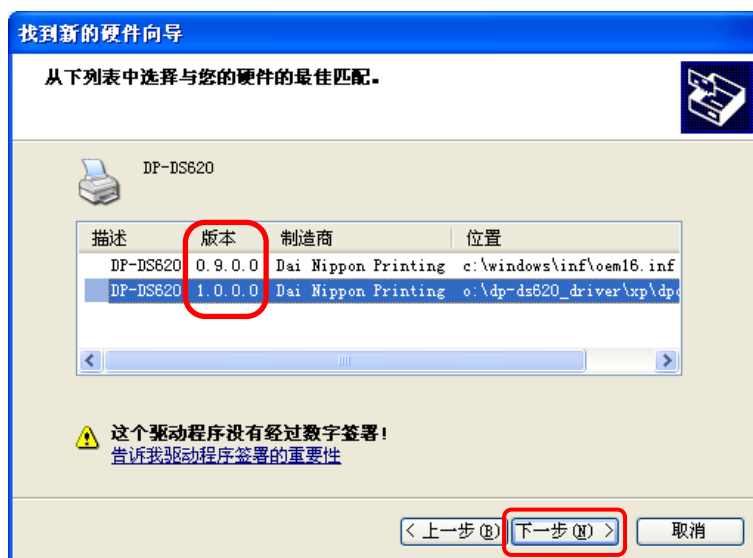 找到新的硬件向导
从下列表中选择与您的硬件的最佳匹配。
DP-DS620
描述 版本 制造商 位置
DP-DS620 0.9.0.0 Dai Nippon Printing c:\windows\inf\oem16.inf
DP-DS620 1.0.0.0 Dai Nippon Printing o:\dp-ds620_driver\xp\dpd
这个驱动程序没有经过数字签署!
告诉我驱动程序签署的重要性
< 上一步(B) 下一步(N) > 取消